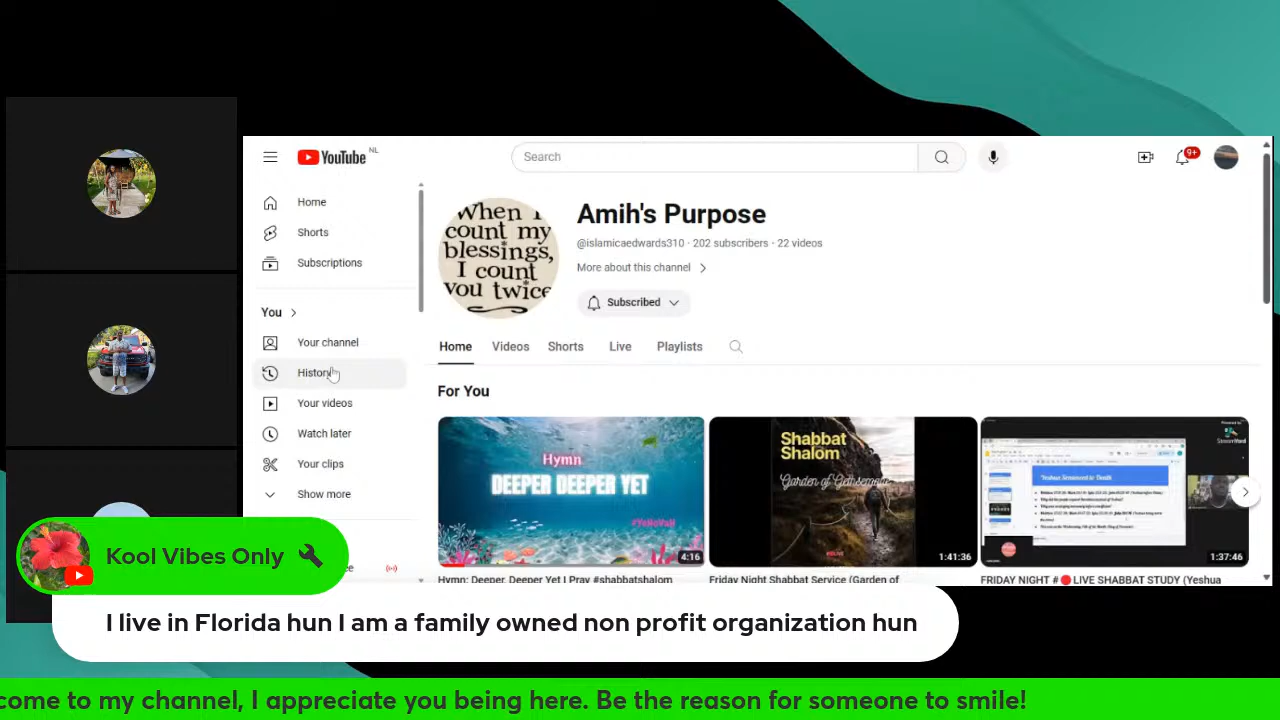 YouTube NL
Search
9+
Home
Shorts
Subscriptions
You
Your channel
History
Your videos
Watch later
Your clips
Show more
When I
count my
blessings,
I count
you twice
Amih's Purpose
@islamicaedwards310 · 202 subscribers · 22 videos
More about this channel
Subscribed
Home Videos Shorts Live Playlists
For You
Hymn
DEEPER DEEPER YET
#YeHoVaH
4:16
Shabbat
Shalom
Garden of Gethsemane
#LIVE
1:41:36
StreamYard
1:37:46
Hymn: Deeper, Deeper Yet I Pray #shabbatshalom
Friday Night Shabbat Service (Garden of
FRIDAY NIGHT #🔴LIVE SHABBAT STUDY (Yeshua
Kool Vibes Only
I live in Florida hun I am a family owned non profit organization hun
come to my channel, I appreciate you being here. Be the reason for someone to smile!